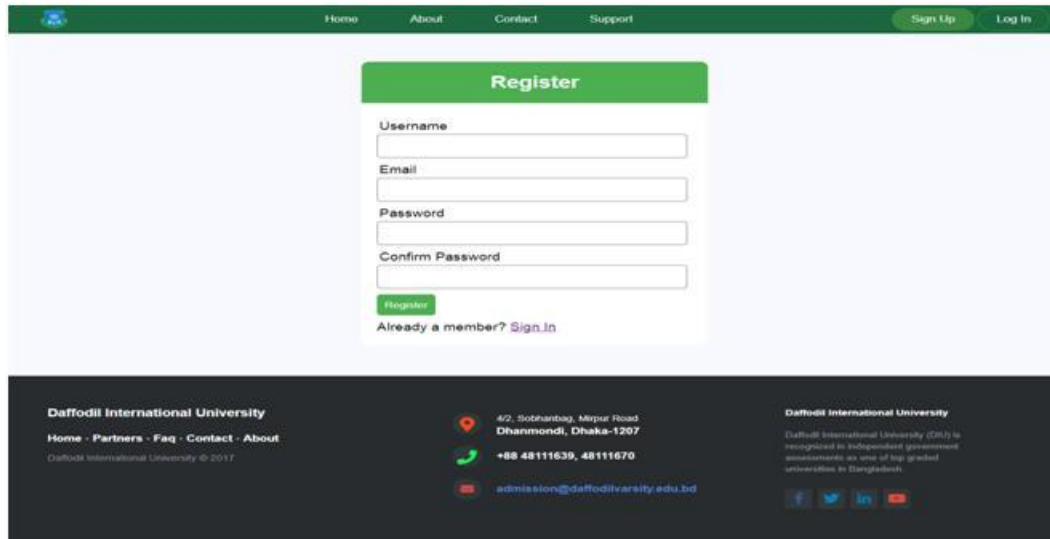 Home About Contact Support Sign Up Log In
Register
Username
Email
Password
Confirm Password
Register
Already a member? Sign In
Daffodil International University
Home · Partners · Faq · Contact · About
Daffodil International University © 2017
4/2, Sobhanbag, Mirpur Road
Dhanmondi, Dhaka-1207
+88 48111639, 48111670
admission@daffodilvarsity.edu.bd
Daffodil International University
Daffodil International University (DIU) is
recognized in independent government
assessments as one of top graded
universities in Bangladesh.